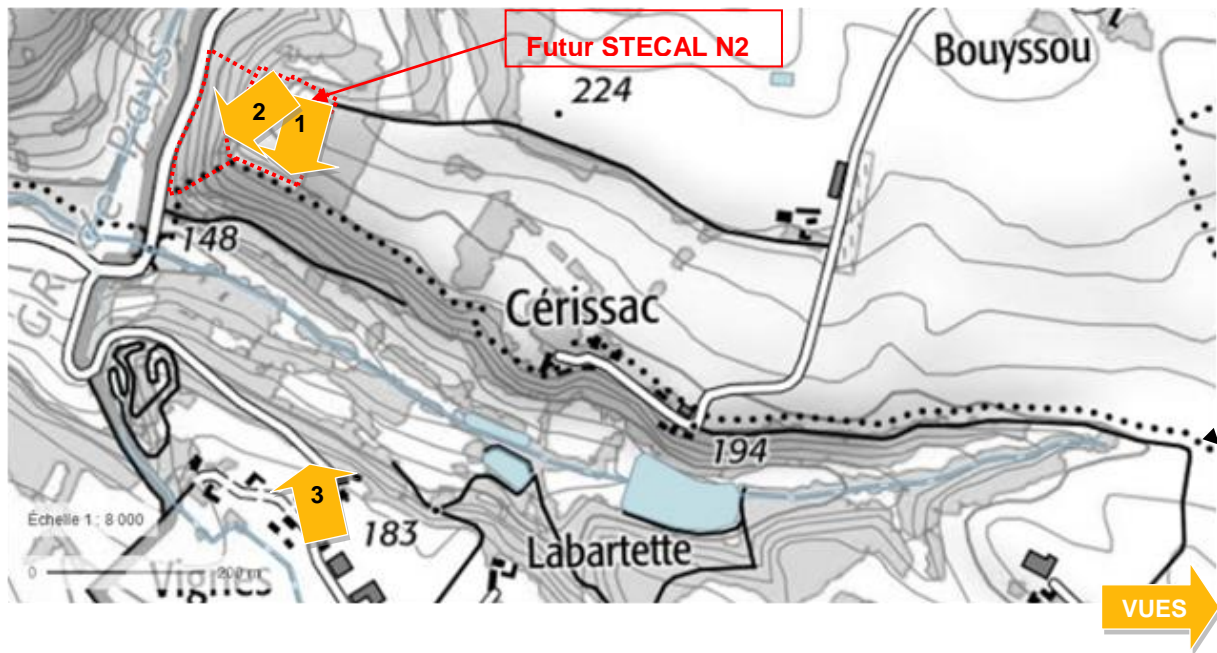 Futur STECAL N2
Bouyssou
224
2
1
148
GR
Cérissac
194
3
183
Échelle 1 : 8 000
Labartette
0
200 m
Vignes
VUES